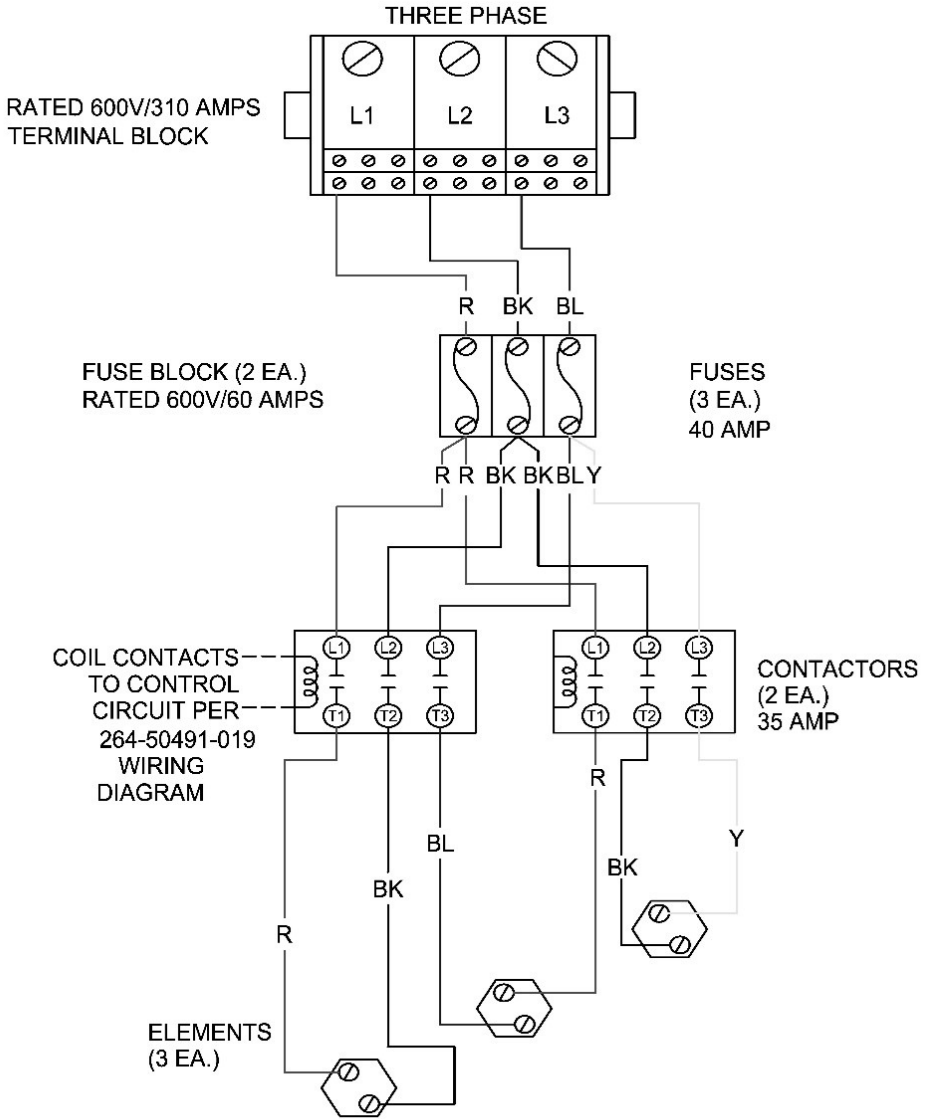 THREE PHASE
RATED 600V/310 AMPS
TERMINAL BLOCK
L1 L2 L3
R BK BL
FUSE BLOCK (2 EA.)
RATED 600V/60 AMPS
FUSES
(3 EA.)
40 AMP
R R BK BK BL Y
L1 L2 L3
L1 L2 L3
COIL CONTACTS
TO CONTROL
CIRCUIT PER
264-50491-019
WIRING
DIAGRAM
T1 T2 T3
T1 T2 T3
CONTACTORS
(2 EA.)
35 AMP
R
BL
Y
BK
BK
R
ELEMENTS
(3 EA.)